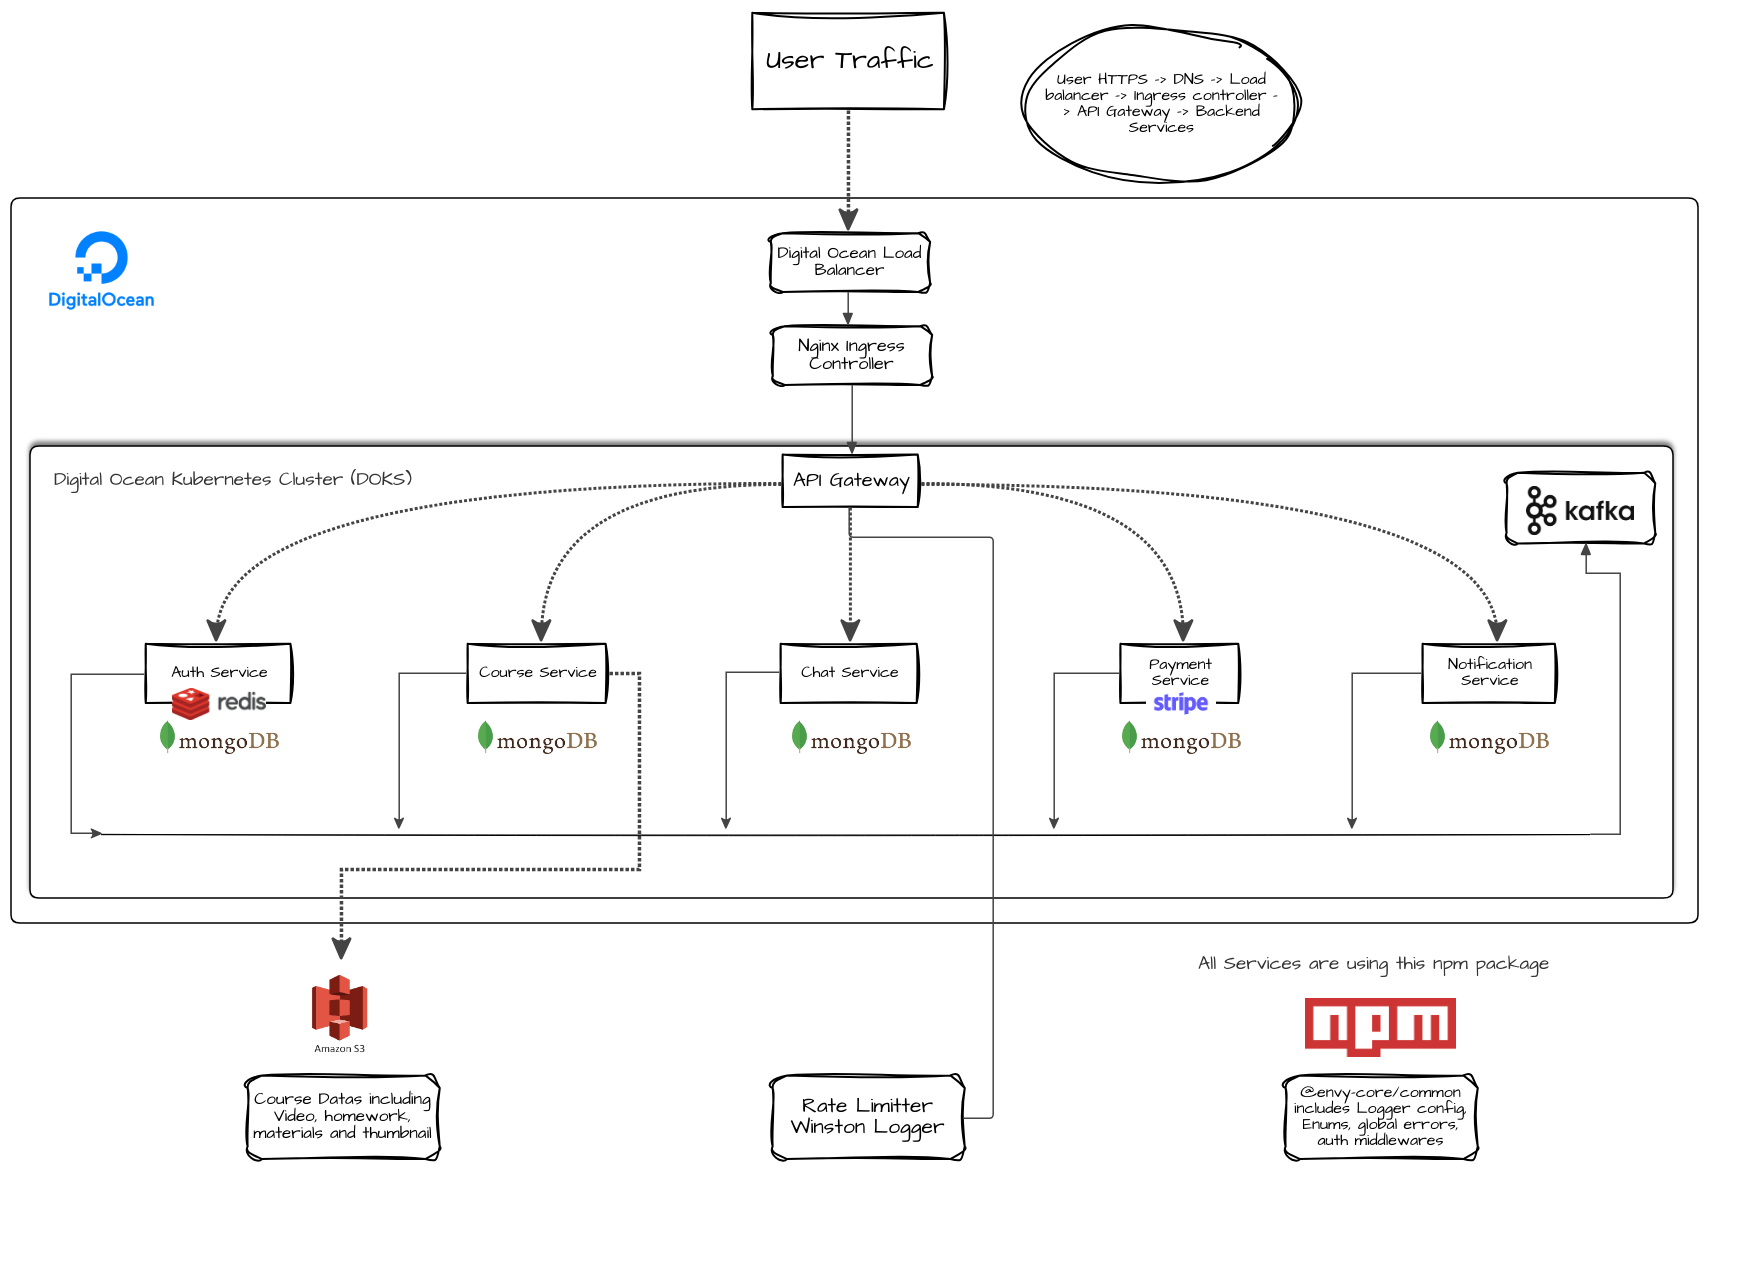 User Traffic
User HTTPS -> DNS -> Load
balancer -> Ingress controller -
> API Gateway -> Backend
Services
DigitalOcean
Digital Ocean Load
Balancer
Nginx Ingress
Controller
Digital Ocean Kubernetes Cluster (DOKS)
API Gateway
kafka
Auth Service
redis
mongoDB
Course Service
mongoDB
Chat Service
mongoDB
Payment
Service
stripe
mongoDB
Notification
Service
mongoDB
Amazon S3
Course Datas including
Video, homework,
materials and thumbnail
Rate Limitter
Winston Logger
All Services are using this npm package
npm
@envy-core/common
includes Logger config,
Enums, global errors,
auth middlewares